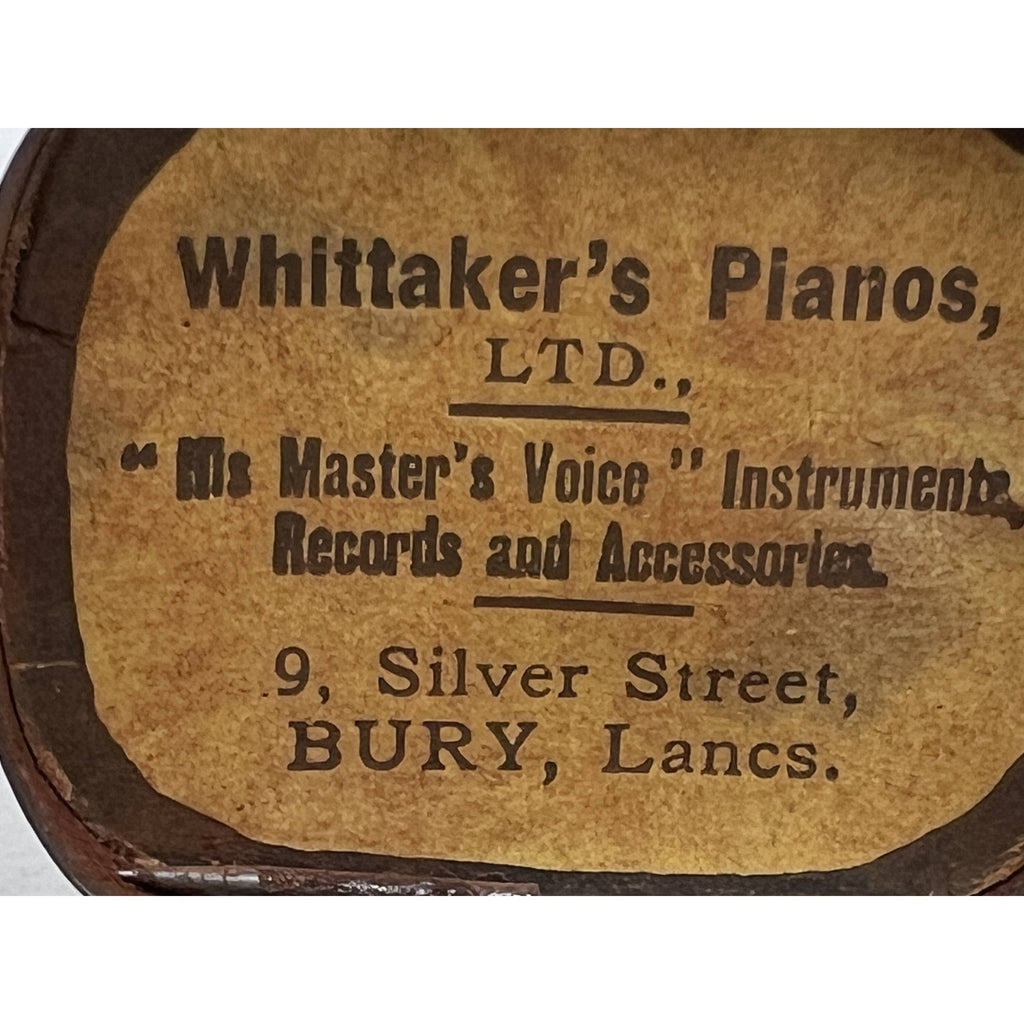 Whittaker's Pianos,
LTD.,
"His Master's Voice" Instruments,
Records and Accessories.
9, Silver Street,
BURY, Lancs.